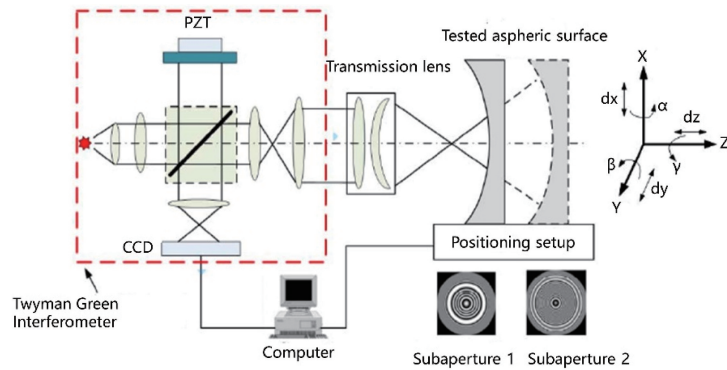 PZT
Tested aspheric surface
Transmission lens
X
dx
α
dz
Z
β
γ
Y
dy
CCD
Positioning setup
Twyman Green
Interferometer
Computer
Subaperture 1
Subaperture 2